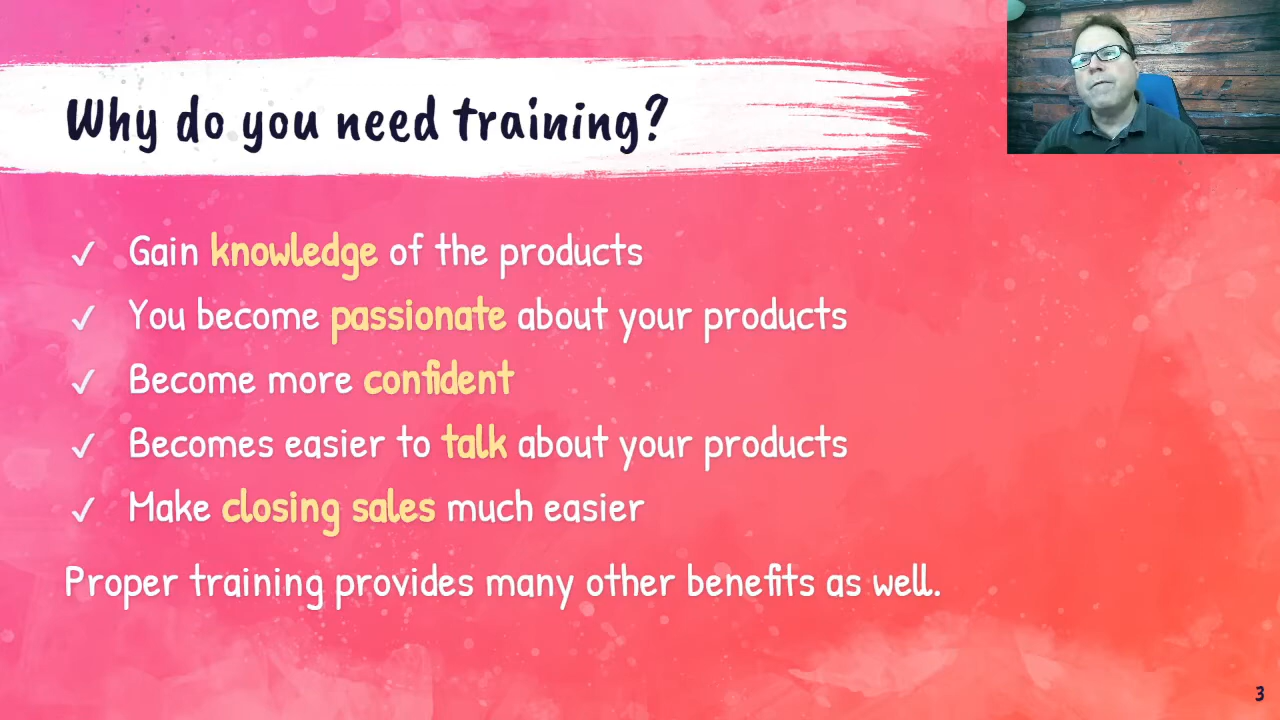 Why do you need training?
✓ Gain knowledge of the products
✓ You become passionate about your products
✓ Become more confident
✓ Becomes easier to talk about your products
✓ Make closing sales much easier
Proper training provides many other benefits as well.
3